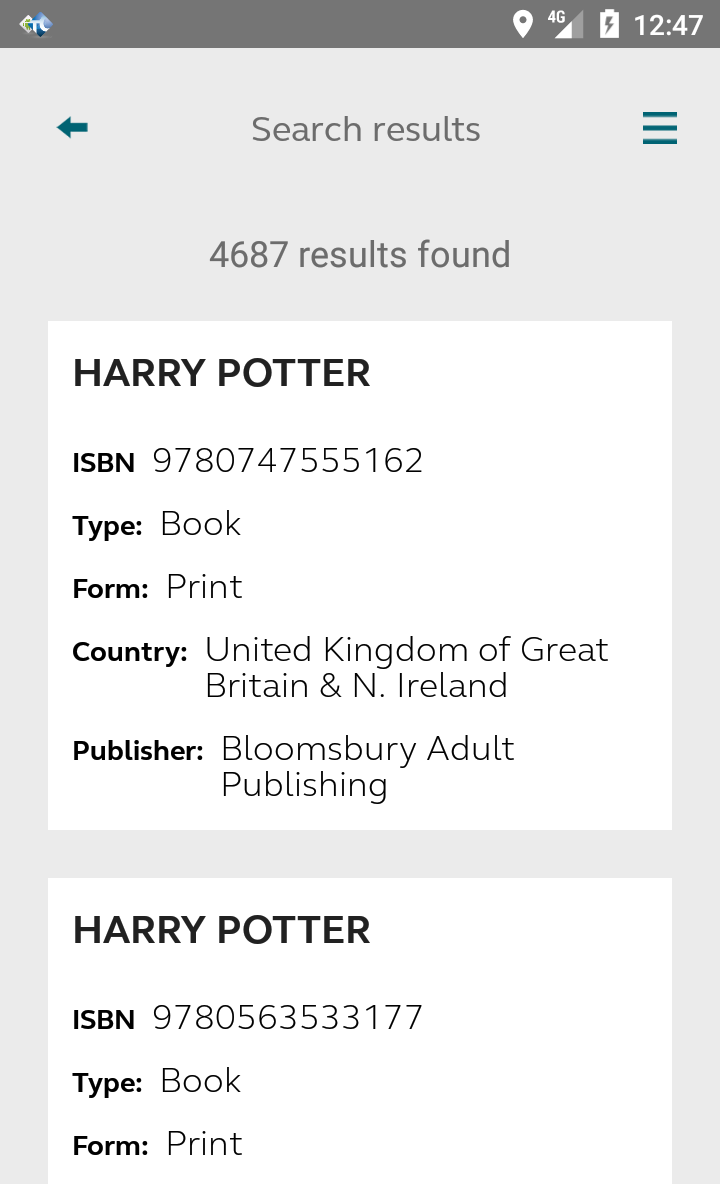 4G 12:47
Search results
4687 results found
HARRY POTTER
ISBN 9780747555162
Type: Book
Form: Print
Country: United Kingdom of Great
Britain & N. Ireland
Publisher: Bloomsbury Adult
Publishing
HARRY POTTER
ISBN 9780563533177
Type: Book
Form: Print